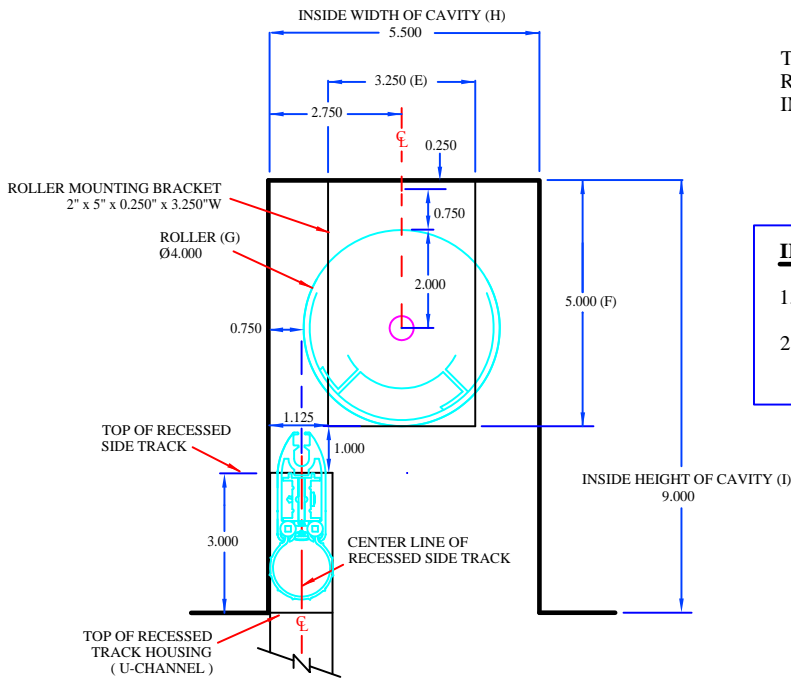 INSIDE WIDTH OF CAVITY (H)
5.500
3.250 (E)
2.750
CL
0.250
ROLLER MOUNTING BRACKET
2" x 5" x 0.250" x 3.250"W
0.750
ROLLER (G)
Ø4.000
2.000
5.000 (F)
0.750
1.125
TOP OF RECESSED
SIDE TRACK
1.000
INSIDE HEIGHT OF CAVITY (I)
9.000
3.000
CENTER LINE OF
RECESSED SIDE TRACK
CL
TOP OF RECESSED
TRACK HOUSING
( U-CHANNEL )
T
R
1.
2